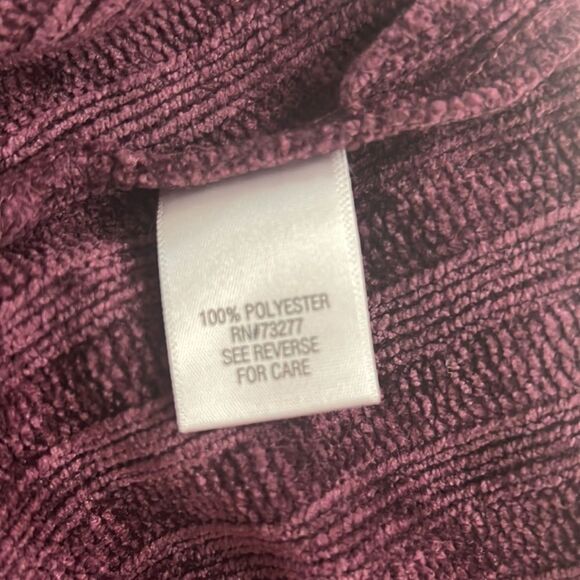 100% POLYESTER
RN#73277
SEE REVERSE
FOR CARE